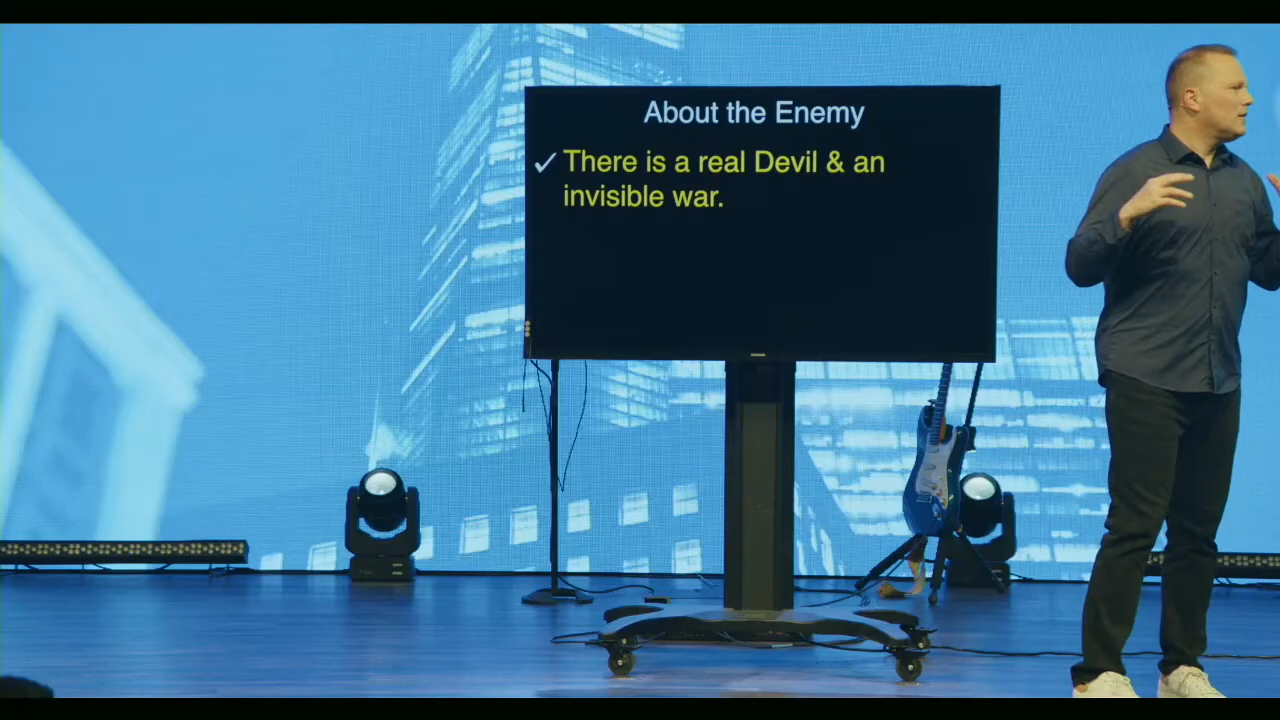 About the Enemy
✓ There is a real Devil & an
invisible war.